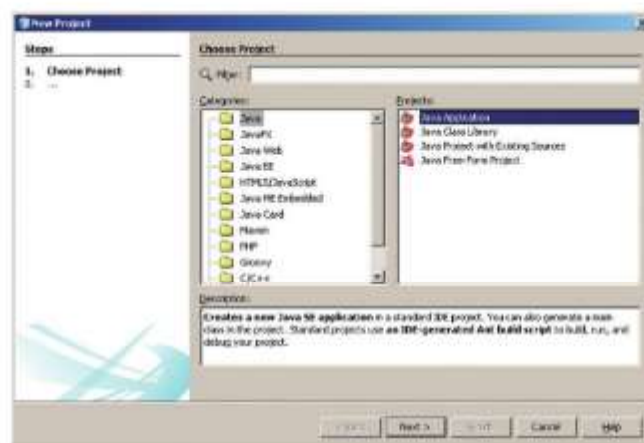 New Project
Steps
1. Choose Project
2. ...
Choose Project
Filter:
Categories:
Java
JavaFX
Java Web
Java EE
HTML5/JavaScript
Java ME Embedded
Java Card
Maven
PHP
Groovy
C/C++
Projects:
Java Application
Java Class Library
Java Project with Existing Sources
Java Free-Form Project
Description:
Creates a new Java SE application in a standard IDE project. You can also generate a main
class in the project. Standard projects use an IDE-generated Ant build script to build, run, and
debug your project.
< Back
Next >
Finish
Cancel
Help